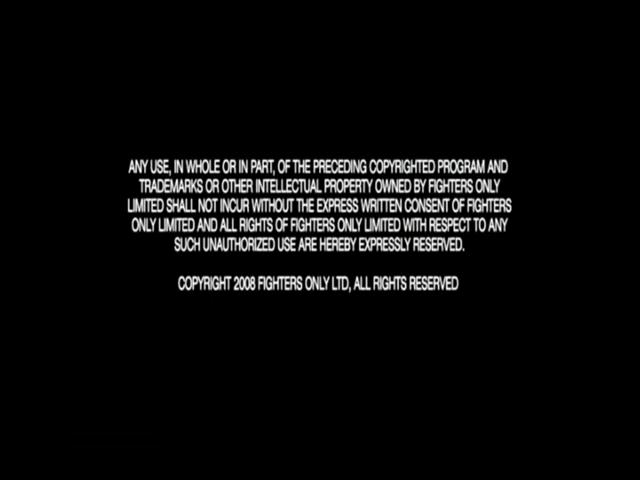 ANY USE, IN WHOLE OR IN PART, OF THE PRECEDING COPYRIGHTED PROGRAM AND
TRADEMARKS OR OTHER INTELLECTUAL PROPERTY OWNED BY FIGHTERS ONLY
LIMITED SHALL NOT INCUR WITHOUT THE EXPRESS WRITTEN CONSENT OF FIGHTERS
ONLY LIMITED AND ALL RIGHTS OF FIGHTERS ONLY LIMITED WITH RESPECT TO ANY
SUCH UNAUTHORIZED USE ARE HEREBY EXPRESSLY RESERVED.
COPYRIGHT 2008 FIGHTERS ONLY LTD, ALL RIGHTS RESERVED